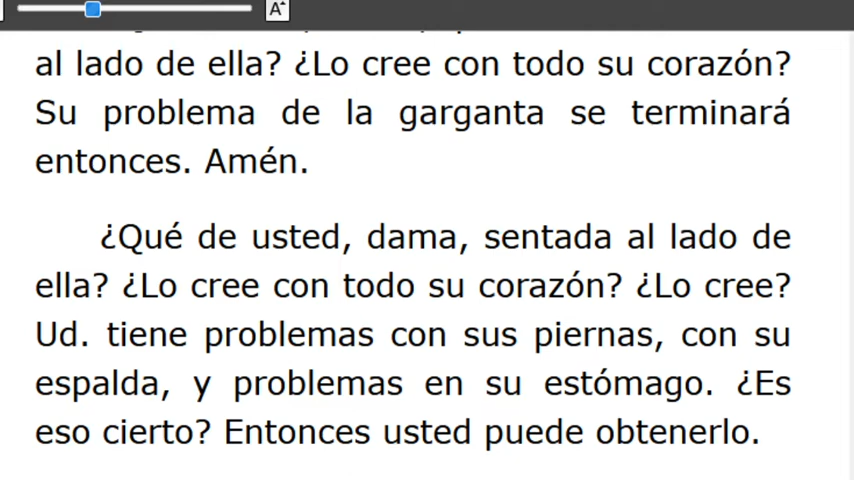 A
al lado de ella? ¿Lo cree con todo su corazón?
Su problema de la garganta se terminará
entonces. Amén.
¿Qué de usted, dama, sentada al lado de
ella? ¿Lo cree con todo su corazón? ¿Lo cree?
Ud. tiene problemas con sus piernas, con su
espalda, y problemas en su estómago. ¿Es
eso cierto? Entonces usted puede obtenerlo.